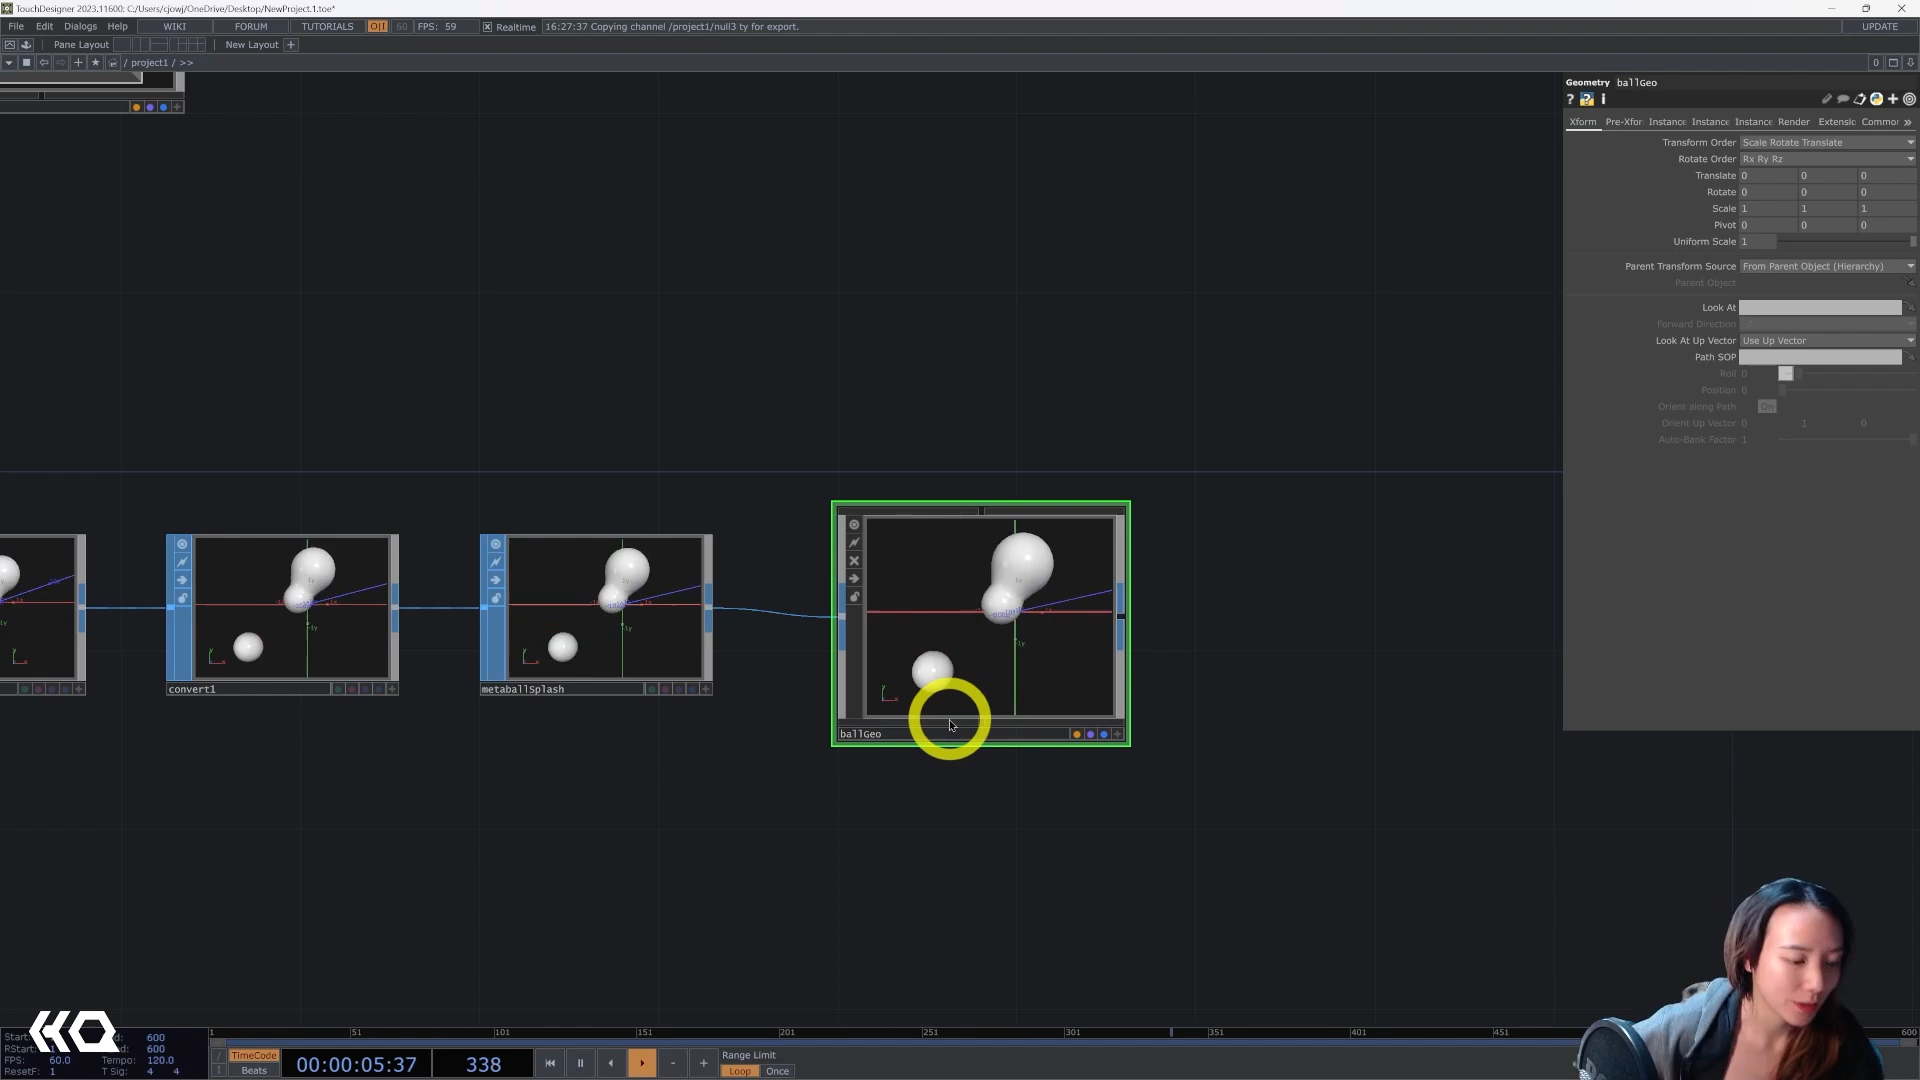 TouchDesigner 2023.11600: C:/Users/cjowj/OneDrive/Desktop/NewProject.1.toe*
File Edit Dialogs Help WIKI FORUM TUTORIALS O|I 60 FPS: 59 Realtime 16:27:37 Copying channel /project1/null3 ty for export. UPDATE
Pane Layout New Layout +
/ project1 / >> 0
Geometry ballGeo
? ? i
Xform Pre-Xfor Instance Instance Instance Render Extensio Commor »
Transform Order Scale Rotate Translate
Rotate Order Rx Ry Rz
Translate 0 0 0
Rotate 0 0 0
Scale 1 1 1
Pivot 0 0 0
Uniform Scale 1
Parent Transform Source From Parent Object (Hierarchy)
Parent Object
Look At
Forward Direction
Look At Up Vector Use Up Vector
Path SOP
Roll 0
Position 0
Orient along Path On
Orient Up Vector 0 1 0
Auto-Bank Factor 1
convert1
metaballSplash
ballGeo
HQ
1 51 101 151 201 251 301 351 401 451 600
Start: 600
RStart: 600
FPS: 60.0 Tempo: 120.0
ResetF: 1 T Sig: 4 4
TimeCode
Beats
00:00:05:37 338
- +
Range Limit
Loop Once